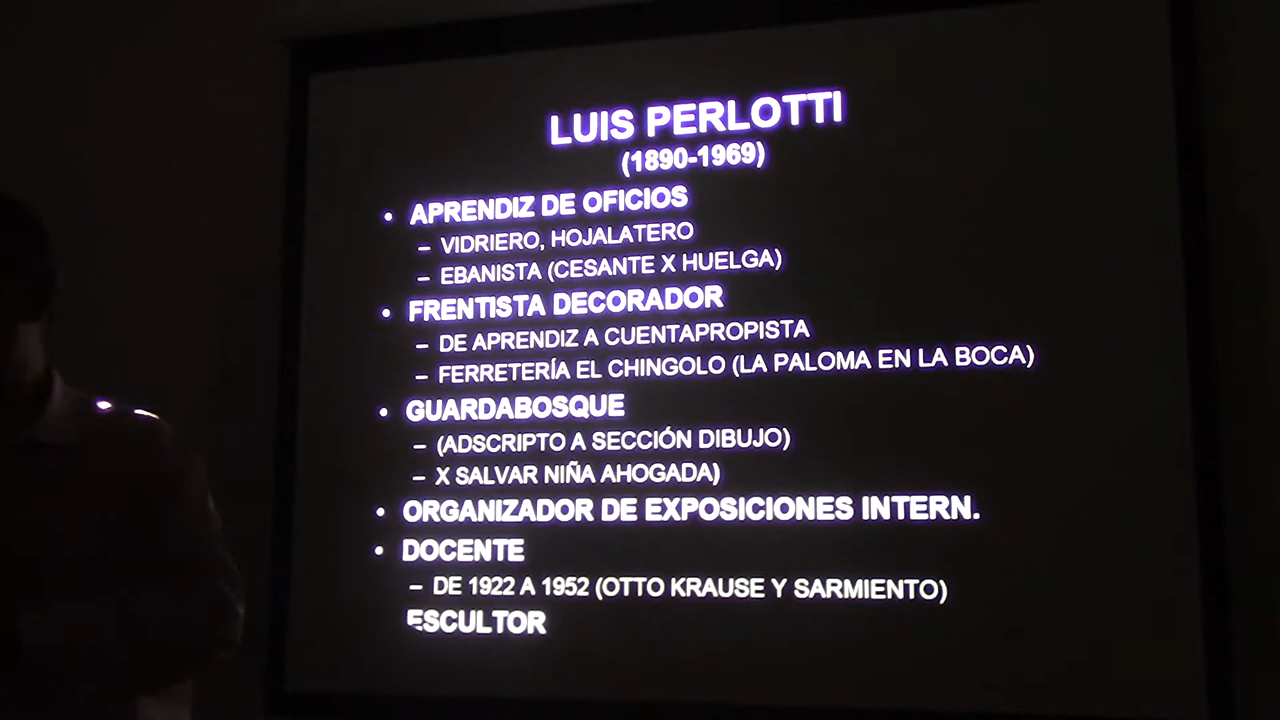 LUIS PERLOTTI
(1890-1969)
• APRENDIZ DE OFICIOS
– VIDRIERO, HOJALATERO
– EBANISTA (CESANTE X HUELGA)
• FRENTISTA DECORADOR
– DE APRENDIZ A CUENTAPROPISTA
– FERRETERÍA EL CHINGOLO (LA PALOMA EN LA BOCA)
• GUARDABOSQUE
– (ADSCRIPTO A SECCIÓN DIBUJO)
– X SALVAR NIÑA AHOGADA)
• ORGANIZADOR DE EXPOSICIONES INTERN.
• DOCENTE
– DE 1922 A 1952 (OTTO KRAUSE Y SARMIENTO)
ESCULTOR